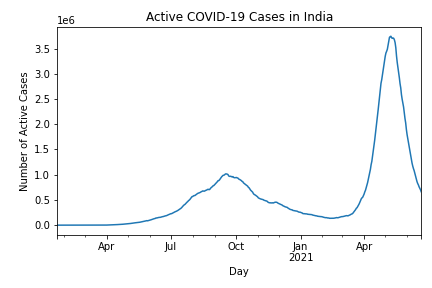 Active COVID-19 Cases in India
1e6
3.5
3.0
2.5
2.0
1.5
1.0
0.5
0.0
Number of Active Cases
Apr Jul Oct Jan Apr
2021
Day